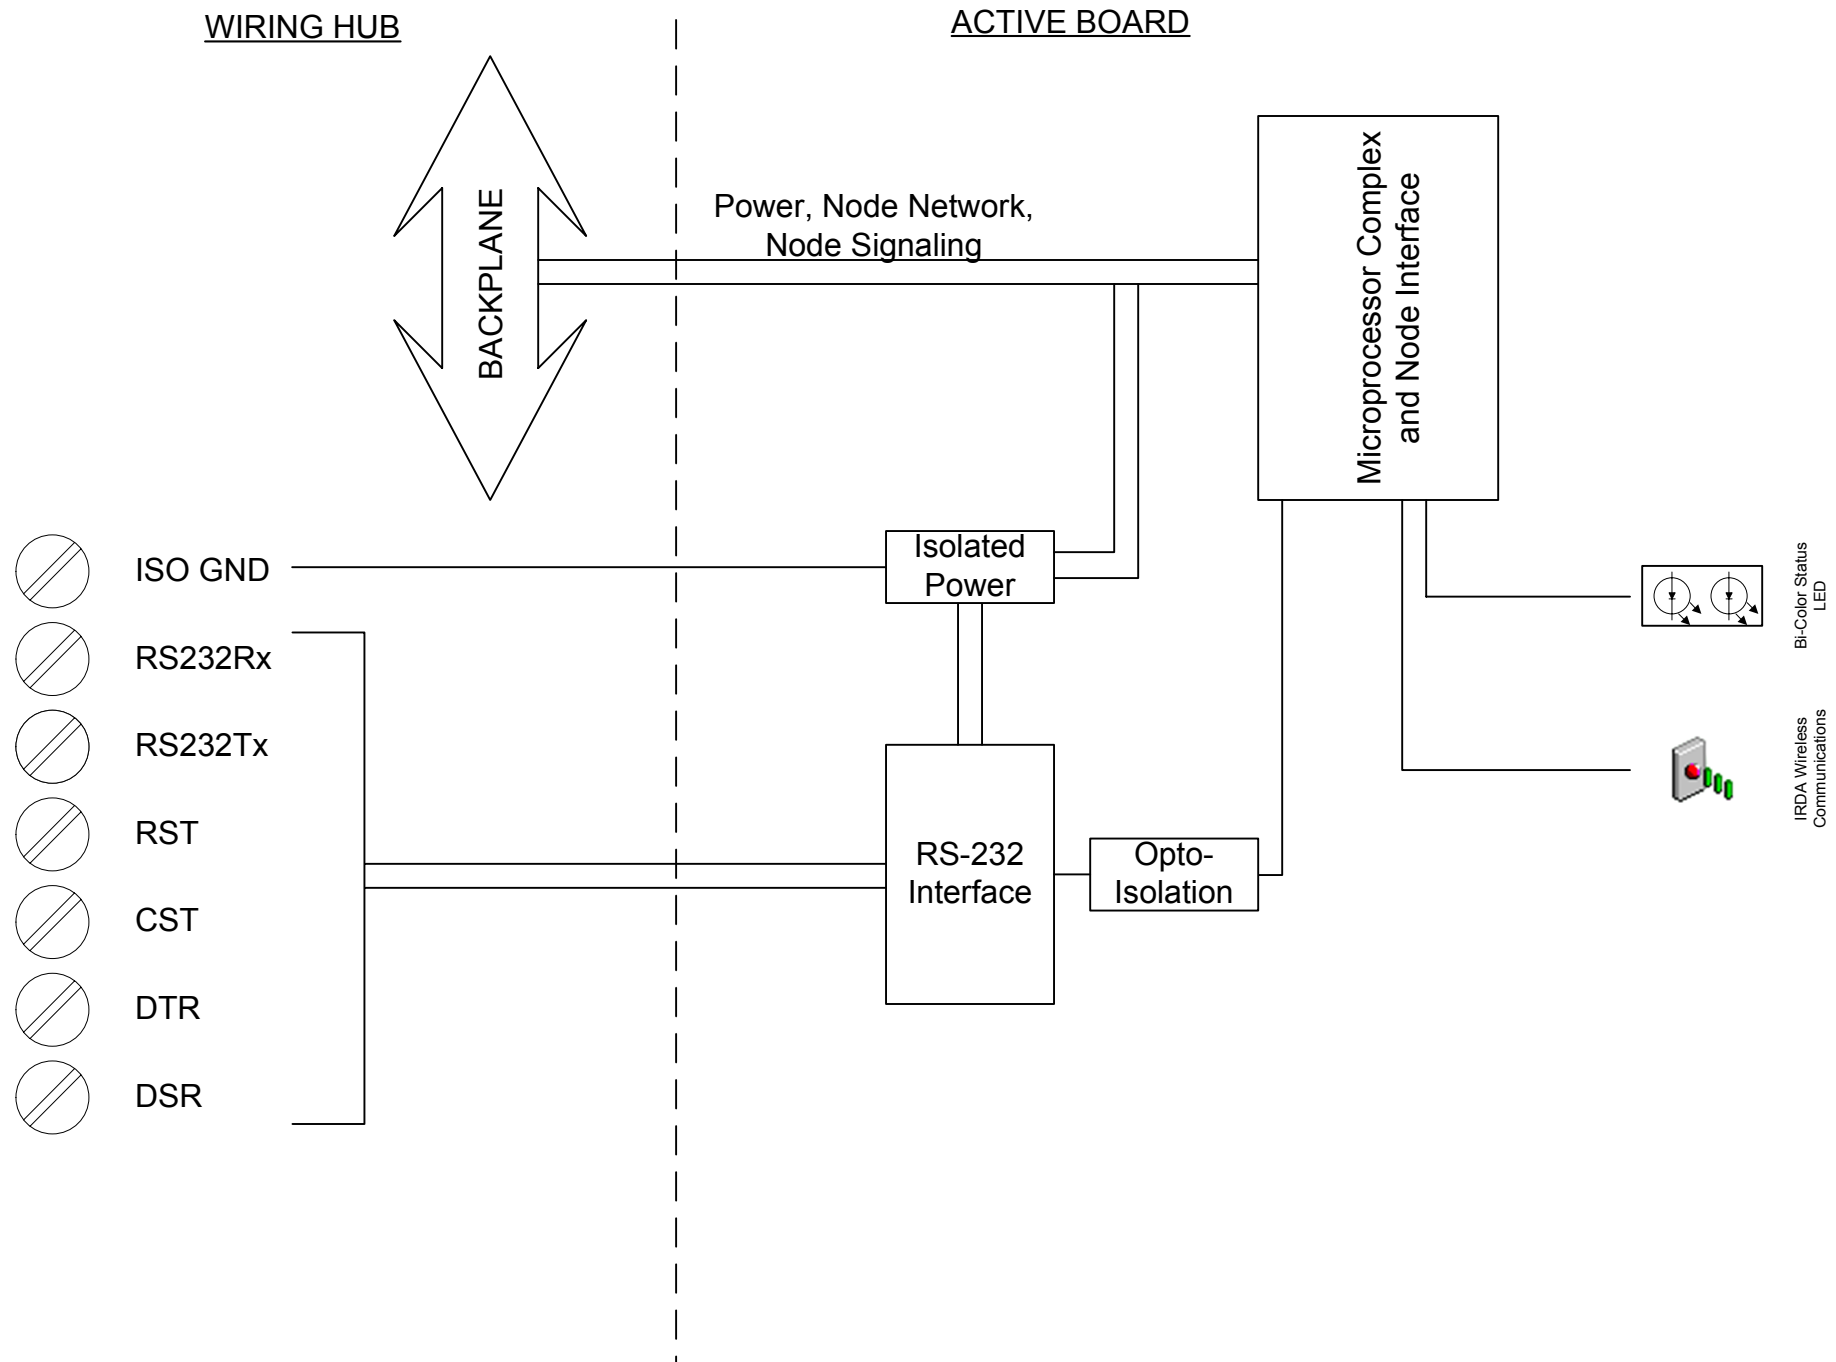 WIRING HUB
ACTIVE BOARD
BACKPLANE
Power, Node Network,
Node Signaling
Microprocessor Complex
and Node Interface
ISO GND
Isolated
Power
Bi-Color Status
LED
RS232Rx
RS232Tx
RST
CST
DTR
DSR
RS-232
Interface
Opto-
Isolation
IRDA Wireless
Communications